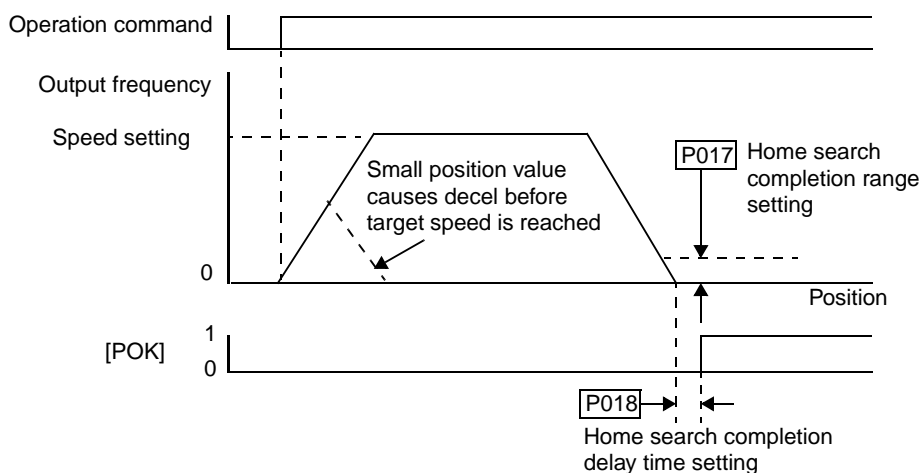 Operation command
Output frequency
Speed setting
Small position value
causes decel before
target speed is reached
P017
Home search
completion range
setting
0
Position
[POK]
1
0
P018
Home search completion
delay time setting